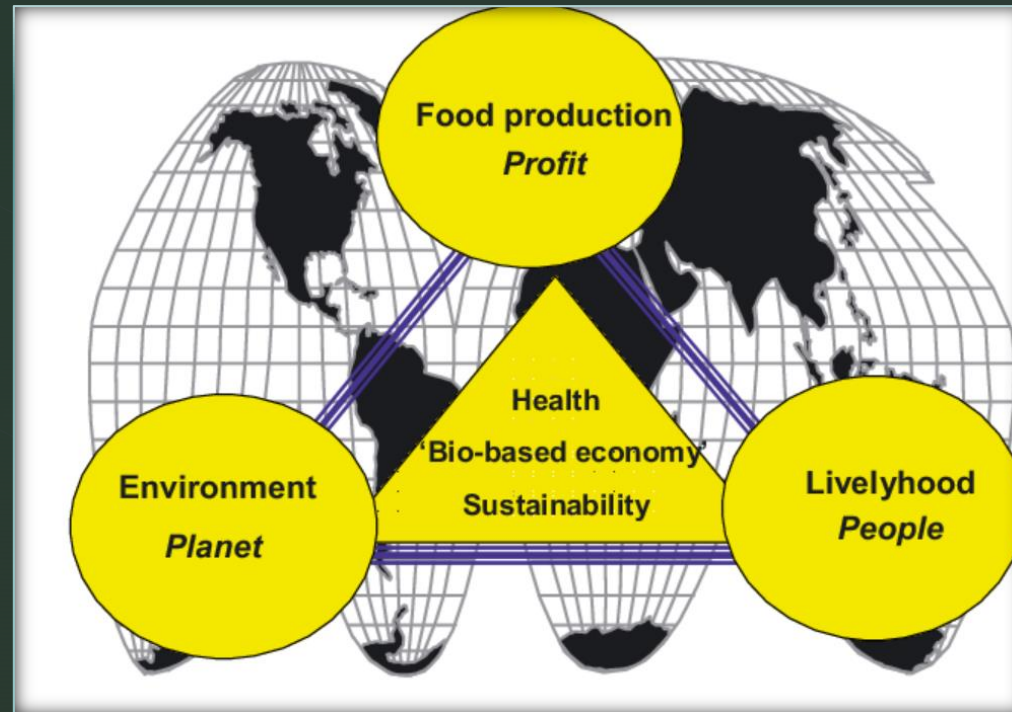 Food production
Profit
Health
‘Bio-based economy’
Sustainability
Environment
Planet
Livelyhood
People